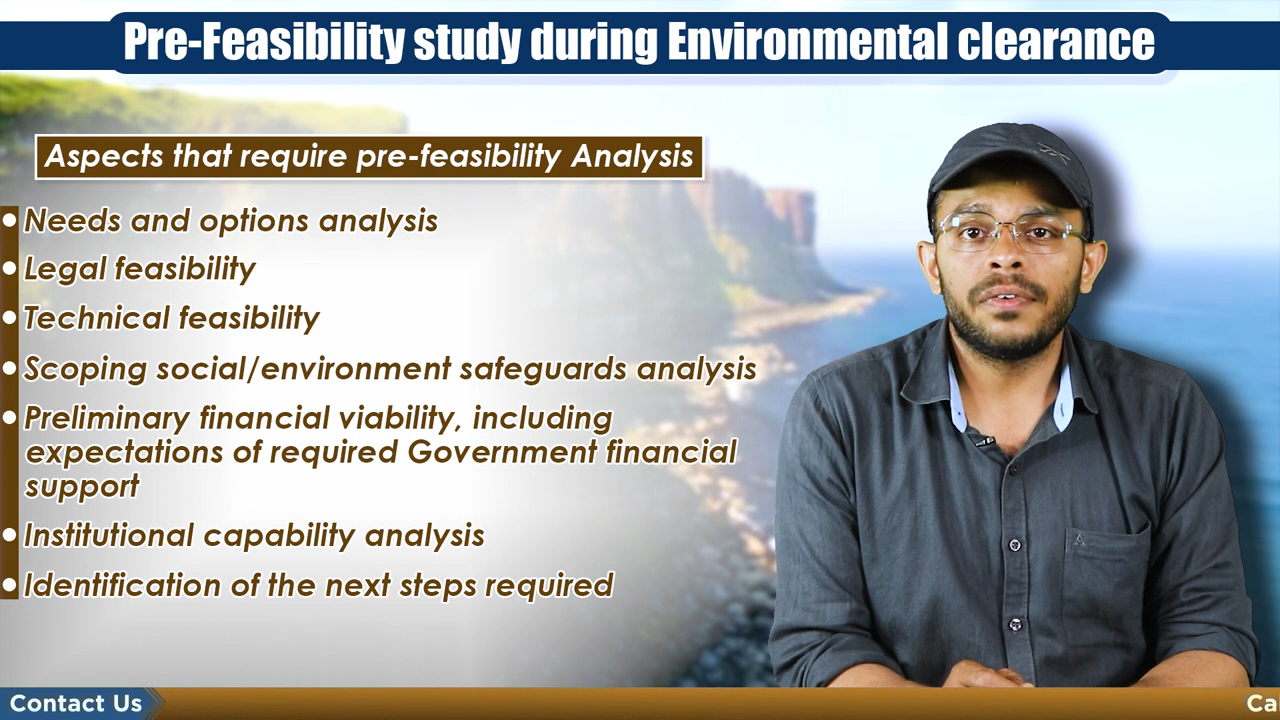 Pre-Feasibility study during Environmental clearance
Aspects that require pre-feasibility Analysis
• Needs and options analysis
• Legal feasibility
• Technical feasibility
• Scoping social/environment safeguards analysis
• Preliminary financial viability, including
expectations of required Government financial
support
• Institutional capability analysis
• Identification of the next steps required
Contact Us
Ca